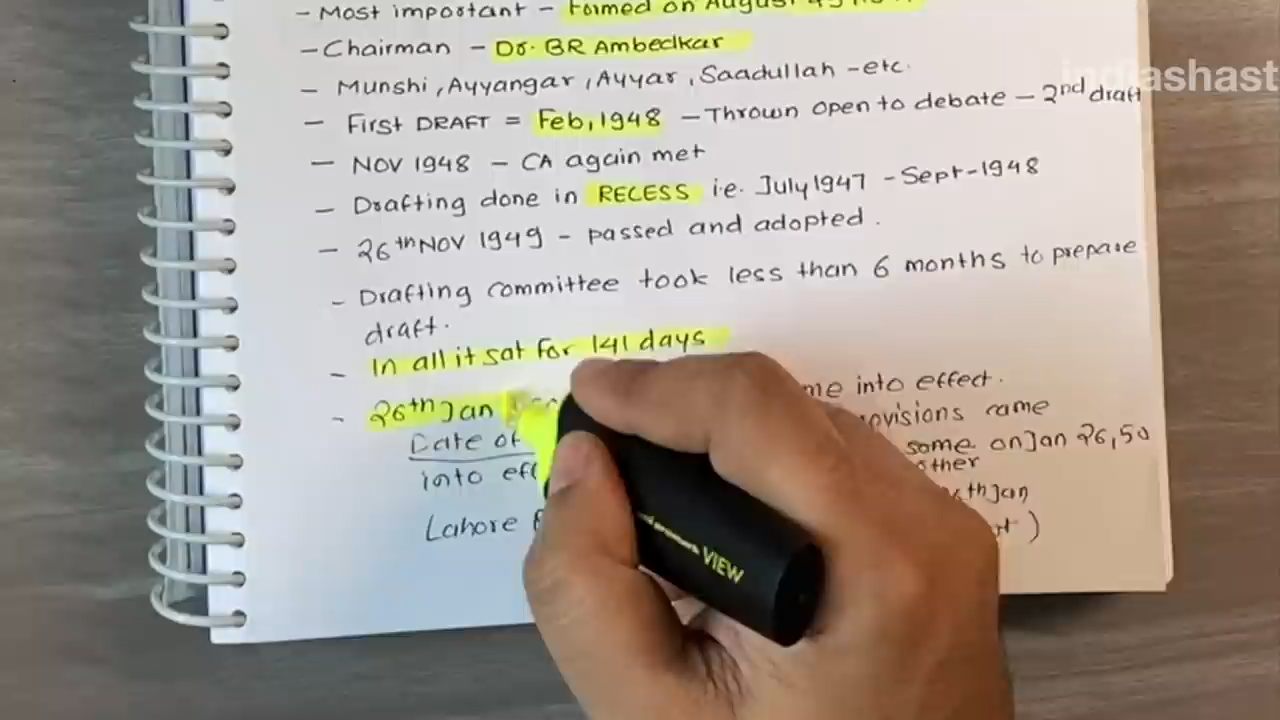 - Most important - Formed on August
indiashast
- Chairman - Dr. BR Ambedkar
- Munshi, Ayyangar, Ayyar, Saadullah - etc.
- First DRAFT = Feb, 1948 - Thrown open to debate - 2nd draft
- NOV 1948 - CA again met
- Drafting done in RECESS i.e. July 1947 - Sept-1948
- 26th NOV 1949 - passed and adopted.
- Drafting committee took less than 6 months to prepare
draft.
- In all it sat for 141 days
- 26th Jan me into effect.
Date of ovisions came
some on Jan 26, 50
into eff other
th Jan
Lahore )
VIEW